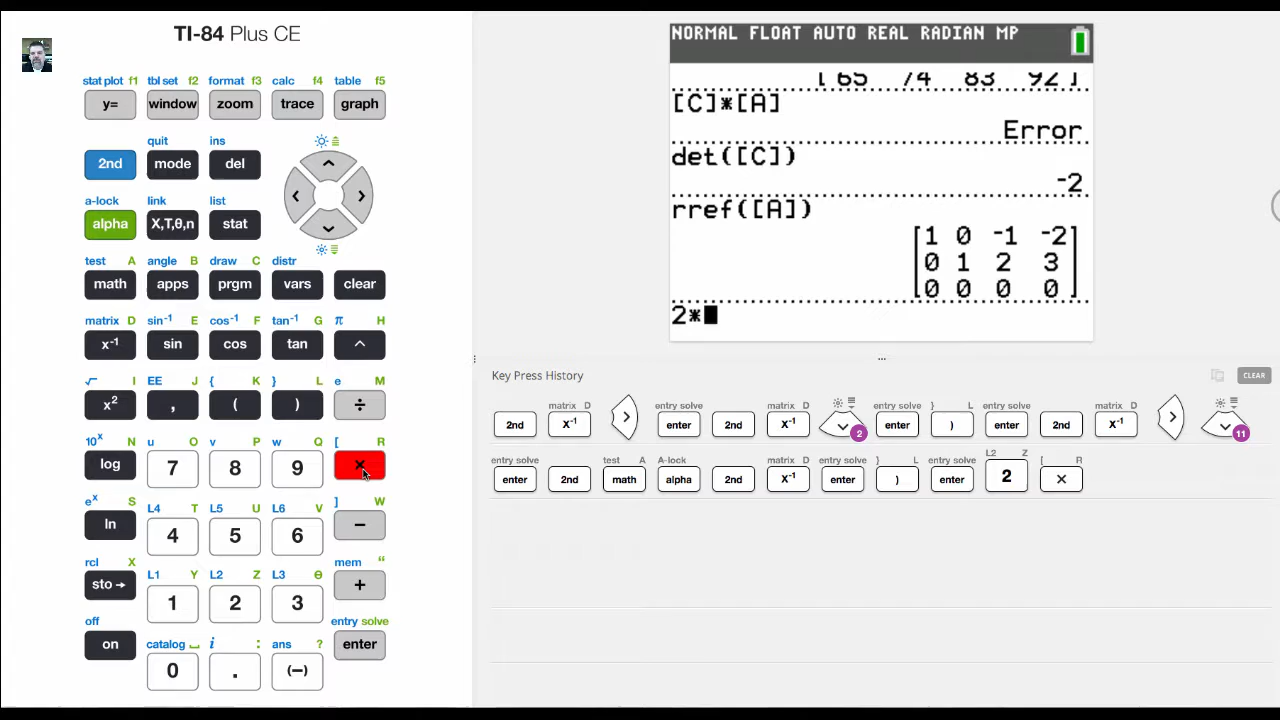 TI-84 Plus CE
stat plot f1 tbl set f2 format f3 calc f4 table f5
y= window zoom trace graph
quit ins
2nd mode del
a-lock link list
alpha X,T,θ,n stat
test A angle B draw C distr
math apps prgm vars clear
matrix D sin⁻¹ E cos⁻¹ F tan⁻¹ G π H
x⁻¹ sin cos tan ^
√ I EE J { K } L e M
x² , ( ) ÷
10ˣ N u O v P w Q [ R
log 7 8 9 ×
eˣ S L4 T L5 U L6 V ] W
ln 4 5 6 −
rcl X L1 Y L2 Z L3 θ mem “
sto → 1 2 3 +
off catalog ⎵ i : ans ? entry solve
on 0 . (−) enter
NORMAL FLOAT AUTO REAL RADIAN MP
[65 74 83 92]
[C]*[A]
Error
det([C])
-2
rref([A])
[1 0 -1 -2]
[0 1 2 3]
[0 0 0 0]
2*
Key Press History
CLEAR
matrix D entry solve matrix D entry solve } L entry solve matrix D
2nd X⁻¹ > enter 2nd X⁻¹ 2 enter ) enter 2nd X⁻¹ > 11
entry solve test A A-lock matrix D entry solve } L entry solve L2 Z [ R
enter 2nd math alpha 2nd X⁻¹ enter ) enter 2 ×